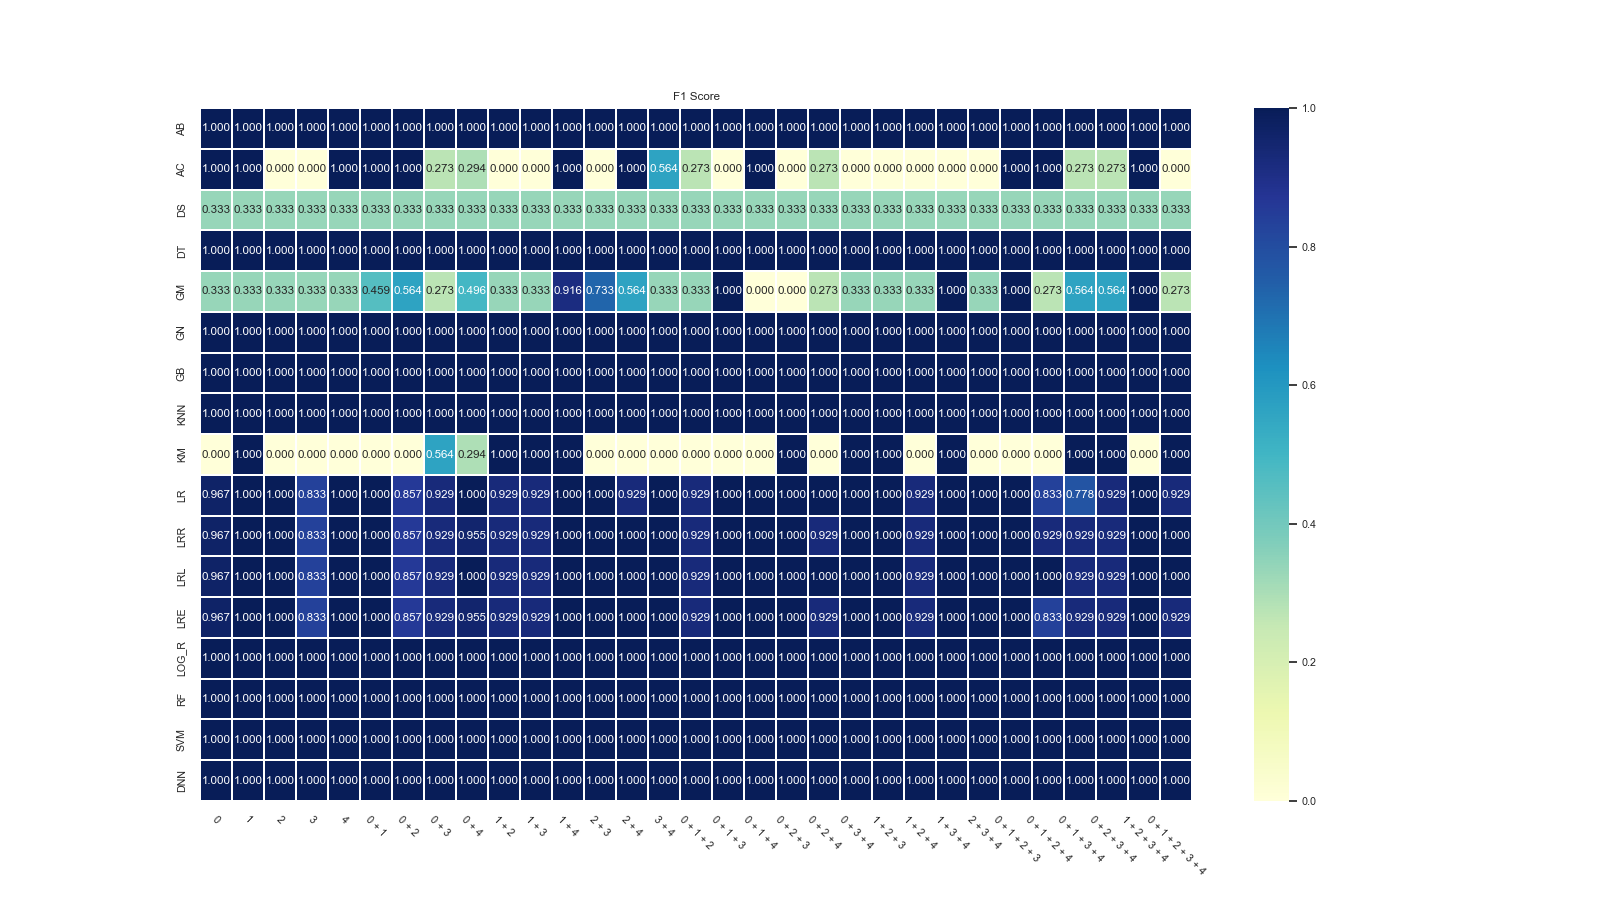 F1 Score
AB 1.000 1.000 1.000 1.000 1.000 1.000 1.000 1.000 1.000 1.000 1.000 1.000 1.000 1.000 1.000 1.000 1.000 1.000 1.000 1.000 1.000 1.000 1.000 1.000 1.000 1.000 1.000 1.000 1.000 1.000 1.000
AC 1.000 1.000 0.000 0.000 1.000 1.000 1.000 0.273 0.294 0.000 0.000 1.000 0.000 1.000 0.564 0.273 0.000 1.000 0.000 0.273 0.000 0.000 0.000 0.000 0.000 1.000 1.000 0.273 0.273 1.000 0.000
DS 0.333 0.333 0.333 0.333 0.333 0.333 0.333 0.333 0.333 0.333 0.333 0.333 0.333 0.333 0.333 0.333 0.333 0.333 0.333 0.333 0.333 0.333 0.333 0.333 0.333 0.333 0.333 0.333 0.333 0.333 0.333
DT 1.000 1.000 1.000 1.000 1.000 1.000 1.000 1.000 1.000 1.000 1.000 1.000 1.000 1.000 1.000 1.000 1.000 1.000 1.000 1.000 1.000 1.000 1.000 1.000 1.000 1.000 1.000 1.000 1.000 1.000 1.000
GM 0.333 0.333 0.333 0.333 0.333 0.459 0.564 0.273 0.496 0.333 0.333 0.916 0.733 0.564 0.333 0.333 1.000 0.000 0.000 0.273 0.333 0.333 0.333 1.000 0.333 1.000 0.273 0.564 0.564 1.000 0.273
GN 1.000 1.000 1.000 1.000 1.000 1.000 1.000 1.000 1.000 1.000 1.000 1.000 1.000 1.000 1.000 1.000 1.000 1.000 1.000 1.000 1.000 1.000 1.000 1.000 1.000 1.000 1.000 1.000 1.000 1.000 1.000
GB 1.000 1.000 1.000 1.000 1.000 1.000 1.000 1.000 1.000 1.000 1.000 1.000 1.000 1.000 1.000 1.000 1.000 1.000 1.000 1.000 1.000 1.000 1.000 1.000 1.000 1.000 1.000 1.000 1.000 1.000 1.000
KNN 1.000 1.000 1.000 1.000 1.000 1.000 1.000 1.000 1.000 1.000 1.000 1.000 1.000 1.000 1.000 1.000 1.000 1.000 1.000 1.000 1.000 1.000 1.000 1.000 1.000 1.000 1.000 1.000 1.000 1.000 1.000
KM 0.000 1.000 0.000 0.000 0.000 0.000 0.000 0.564 0.294 1.000 1.000 1.000 0.000 0.000 0.000 0.000 0.000 0.000 1.000 0.000 1.000 1.000 0.000 1.000 0.000 0.000 0.000 1.000 1.000 0.000 1.000
LR 0.967 1.000 1.000 0.833 1.000 1.000 0.857 0.929 1.000 0.929 0.929 1.000 1.000 0.929 1.000 0.929 1.000 1.000 1.000 1.000 1.000 1.000 0.929 1.000 1.000 1.000 0.833 0.778 0.929 1.000 0.929
LRR 0.967 1.000 1.000 0.833 1.000 1.000 0.857 0.929 0.955 0.929 0.929 1.000 1.000 1.000 1.000 0.929 1.000 1.000 1.000 0.929 1.000 1.000 0.929 1.000 1.000 1.000 0.929 0.929 0.929 1.000 1.000
LRL 0.967 1.000 1.000 0.833 1.000 1.000 0.857 0.929 1.000 0.929 0.929 1.000 1.000 1.000 1.000 0.929 1.000 1.000 1.000 1.000 1.000 1.000 0.929 1.000 1.000 1.000 1.000 0.929 0.929 1.000 1.000
LRE 0.967 1.000 1.000 0.833 1.000 1.000 0.857 0.929 0.955 0.929 0.929 1.000 1.000 1.000 1.000 0.929 1.000 1.000 1.000 0.929 1.000 1.000 0.929 1.000 1.000 1.000 0.833 0.929 0.929 1.000 0.929
LOG_R 1.000 1.000 1.000 1.000 1.000 1.000 1.000 1.000 1.000 1.000 1.000 1.000 1.000 1.000 1.000 1.000 1.000 1.000 1.000 1.000 1.000 1.000 1.000 1.000 1.000 1.000 1.000 1.000 1.000 1.000 1.000
RF 1.000 1.000 1.000 1.000 1.000 1.000 1.000 1.000 1.000 1.000 1.000 1.000 1.000 1.000 1.000 1.000 1.000 1.000 1.000 1.000 1.000 1.000 1.000 1.000 1.000 1.000 1.000 1.000 1.000 1.000 1.000
SVM 1.000 1.000 1.000 1.000 1.000 1.000 1.000 1.000 1.000 1.000 1.000 1.000 1.000 1.000 1.000 1.000 1.000 1.000 1.000 1.000 1.000 1.000 1.000 1.000 1.000 1.000 1.000 1.000 1.000 1.000 1.000
DNN 1.000 1.000 1.000 1.000 1.000 1.000 1.000 1.000 1.000 1.000 1.000 1.000 1.000 1.000 1.000 1.000 1.000 1.000 1.000 1.000 1.000 1.000 1.000 1.000 1.000 1.000 1.000 1.000 1.000 1.000 1.000
0
1
2
3
4
0 + 1
0 + 2
0 + 3
0 + 4
1 + 2
1 + 3
1 + 4
2 + 3
2 + 4
3 + 4
0 + 1 + 2
0 + 1 + 3
0 + 1 + 4
0 + 2 + 3
0 + 2 + 4
0 + 3 + 4
1 + 2 + 3
1 + 2 + 4
1 + 3 + 4
2 + 3 + 4
0 + 1 + 2 + 3
0 + 1 + 2 + 4
0 + 1 + 3 + 4
0 + 2 + 3 + 4
1 + 2 + 3 + 4
0 + 1 + 2 + 3 + 4
1.0
0.8
0.6
0.4
0.2
0.0